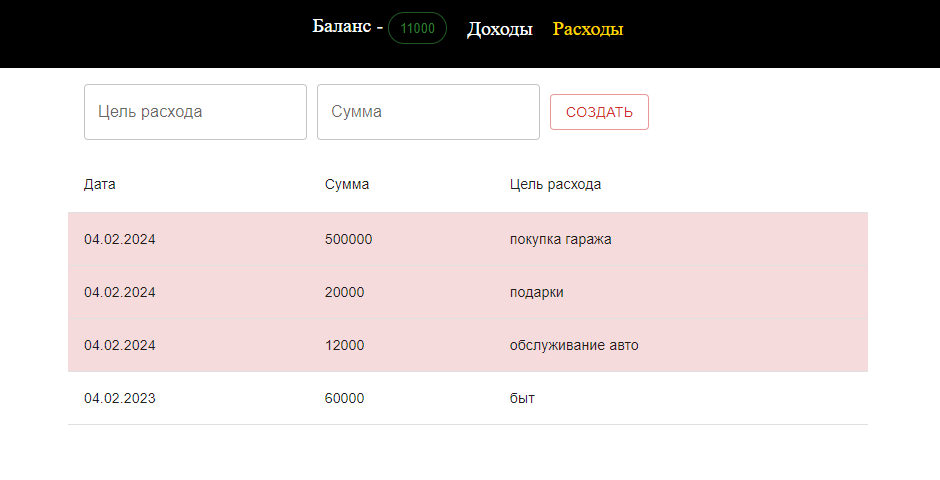 Баланс - 11000 Доходы Расходы
Цель расхода Сумма СОЗДАТЬ
Дата Сумма Цель расхода
04.02.2024 500000 покупка гаража
04.02.2024 20000 подарки
04.02.2024 12000 обслуживание авто
04.02.2023 60000 быт